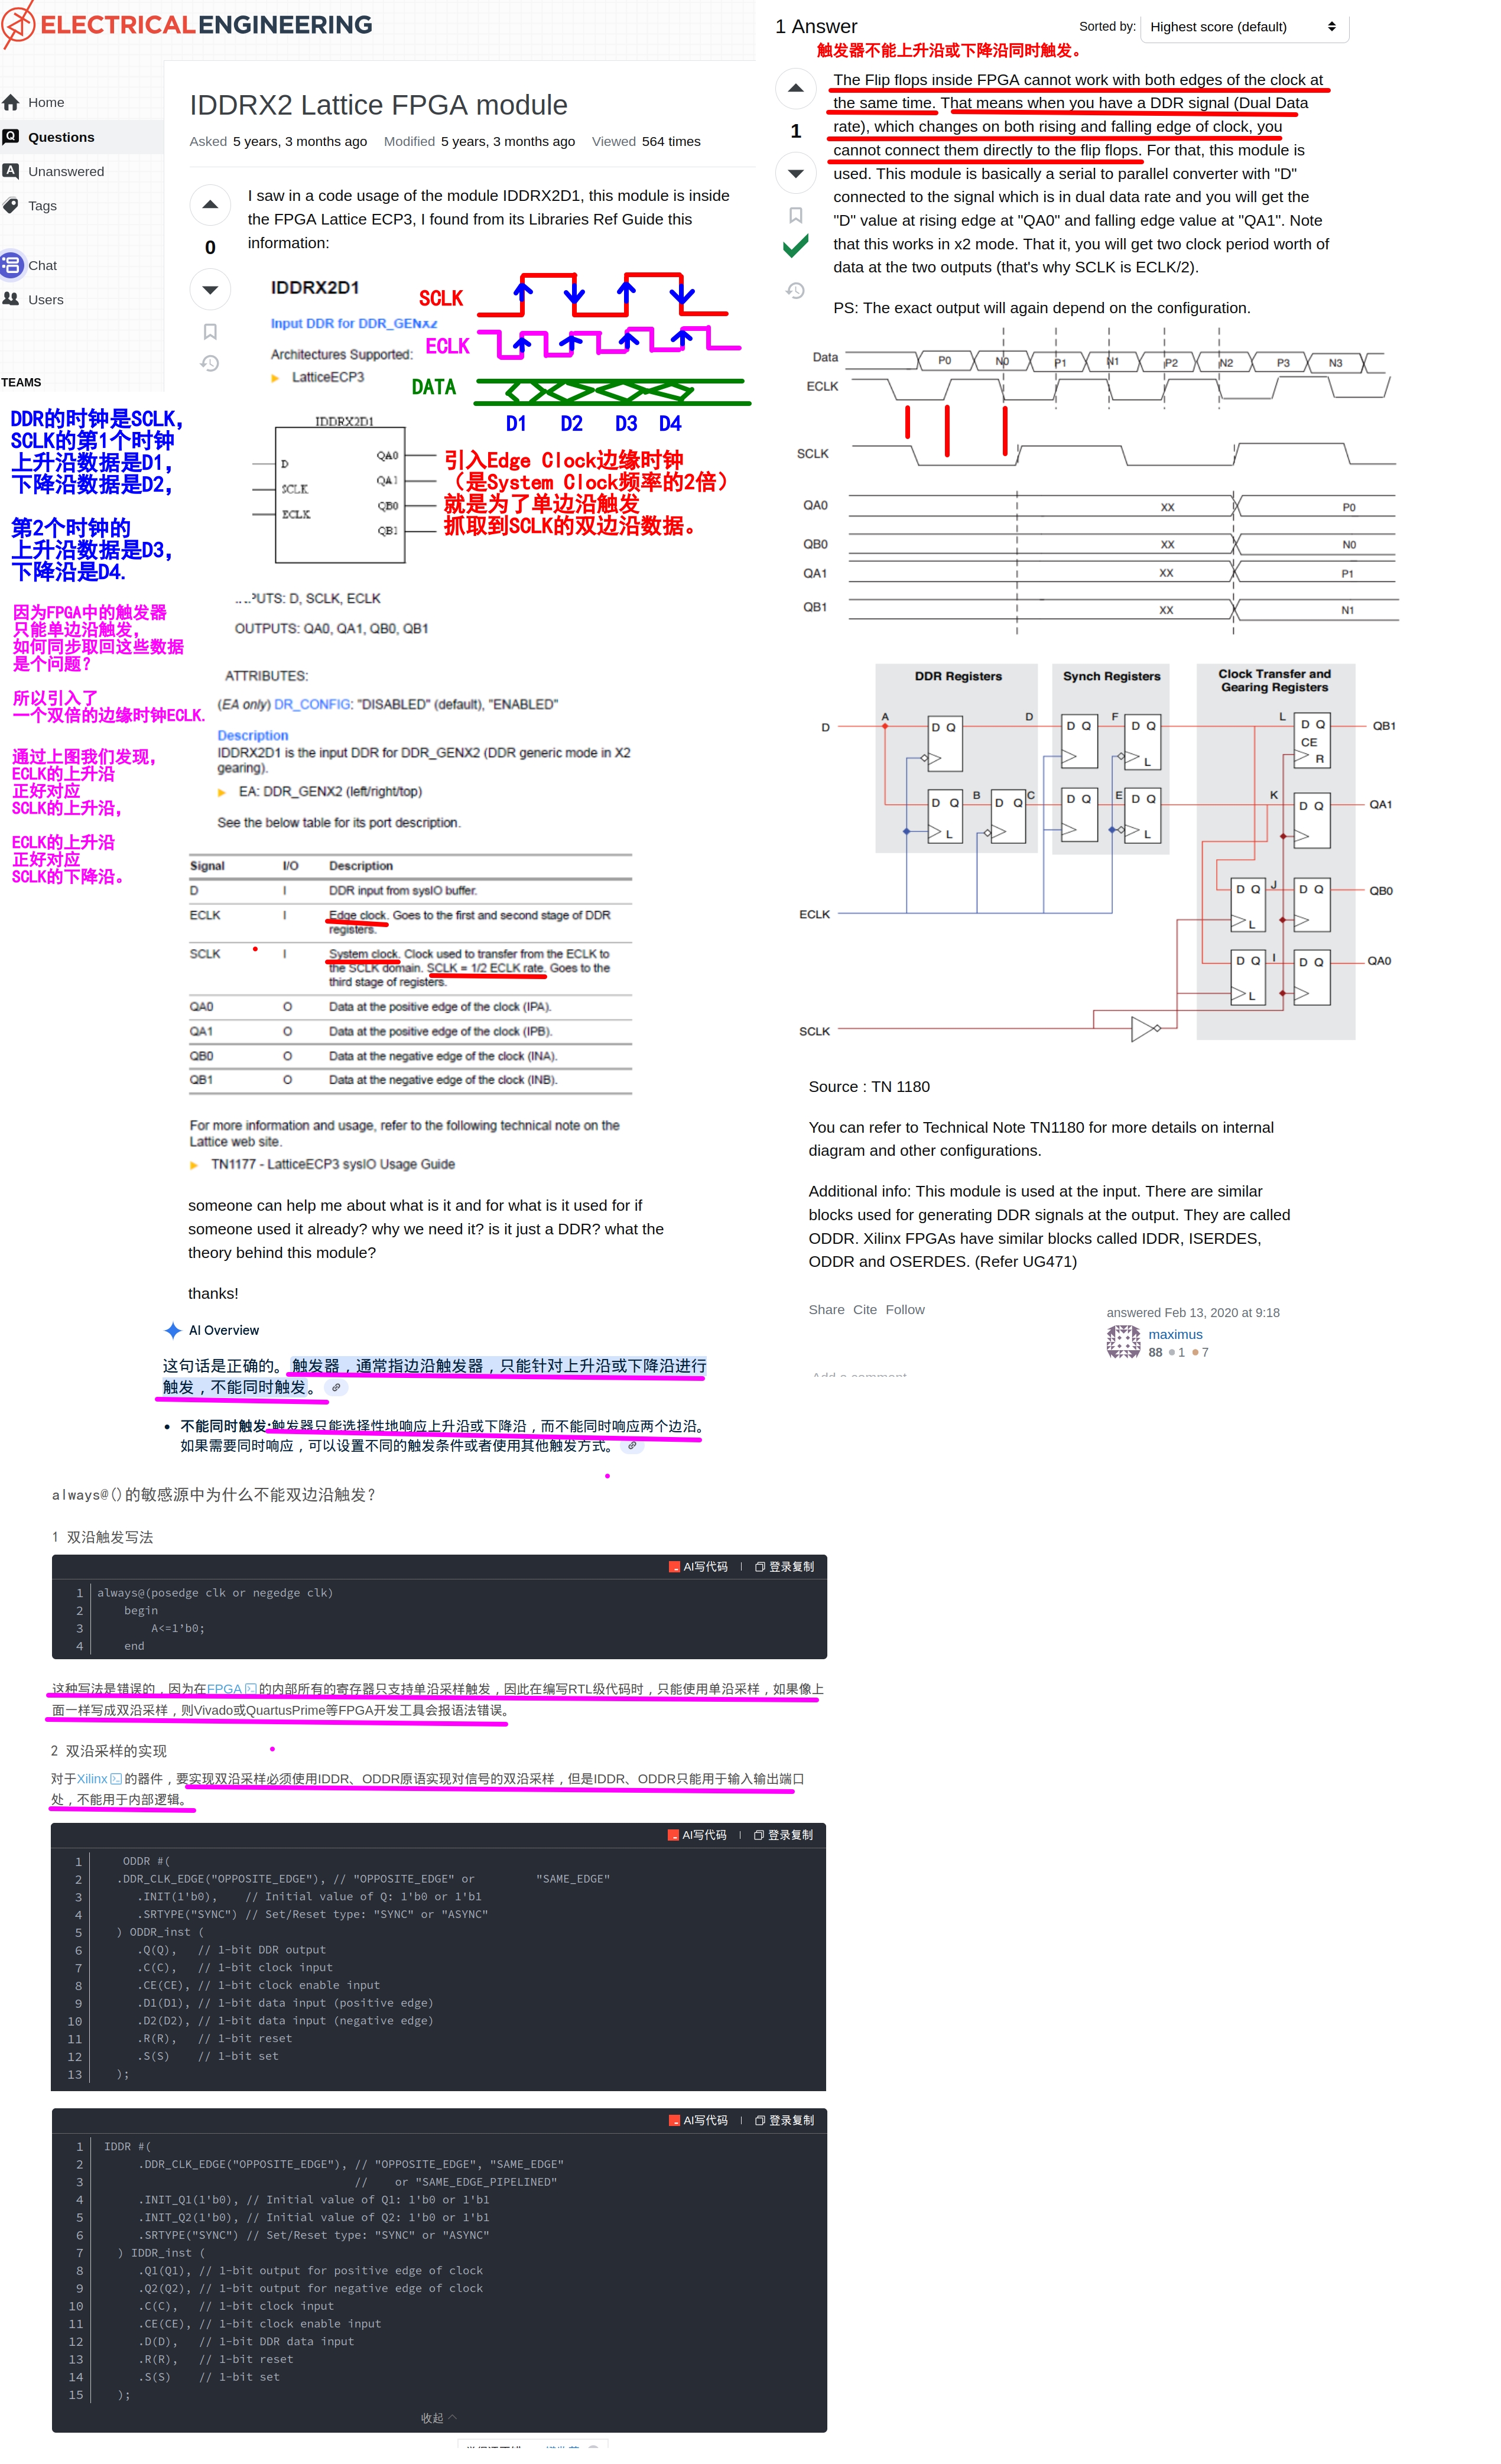 ELECTRICAL ENGINEERING
Home
Questions
Unanswered
Tags
Chat
Users
TEAMS
IDDRX2 Lattice FPGA module
Asked 5 years, 3 months ago Modified 5 years, 3 months ago Viewed 564 times
0
I saw in a code usage of the module IDDRX2D1, this module is inside
the FPGA Lattice ECP3, I found from its Libraries Ref Guide this
information:
IDDRX2D1
Input DDR for DDR_GENX2
Architectures Supported:
LatticeECP3
SCLK
ECLK
DATA
D1 D2 D3 D4
IDDRX2D1
D
SCLK
ECLK
QA0
QA1
QB0
QB1
引入Edge Clock边缘时钟
（是System Clock频率的2倍）
就是为了单边沿触发
抓取到SCLK的双边沿数据。
DDR的时钟是SCLK,
SCLK的第1个时钟
上升沿数据是D1,
下降沿数据是D2,
第2个时钟的
上升沿数据是D3,
下降沿是D4.
因为FPGA中的触发器
只能单边沿触发,
如何同步取回这些数据
是个问题?
所以引入了
一个双倍的边缘时钟ECLK.
通过上图我们发现,
ECLK的上升沿
正好对应
SCLK的上升沿,
ECLK的上升沿
正好对应
SCLK的下降沿。
PUTS: D, SCLK, ECLK
OUTPUTS: QA0, QA1, QB0, QB1
ATTRIBUTES:
(EA only) DR_CONFIG: "DISABLED" (default), "ENABLED"
Description
IDDRX2D1 is the input DDR for DDR_GENX2 (DDR generic mode in X2
gearing).
EA: DDR_GENX2 (left/right/top)
See the below table for its port description.
Signal I/O Description
D I DDR input from sysIO buffer.
ECLK I Edge clock. Goes to the first and second stage of DDR
registers.
SCLK I System clock. Clock used to transfer from the ECLK to
the SCLK domain. SCLK = 1/2 ECLK rate. Goes to the
third stage of registers.
QA0 O Data at the positive edge of the clock (IPA).
QA1 O Data at the positive edge of the clock (IPB).
QB0 O Data at the negative edge of the clock (INA).
QB1 O Data at the negative edge of the clock (INB).
For more information and usage, refer to the following technical note on the
Lattice web site.
TN1177 - LatticeECP3 sysIO Usage Guide
someone can help me about what is it and for what is it used for if
someone used it already? why we need it? is it just a DDR? what the
theory behind this module?
thanks!
1 Answer
Sorted by: Highest score (default)
触发器不能上升沿或下降沿同时触发。
1
The Flip flops inside FPGA cannot work with both edges of the clock at
the same time. That means when you have a DDR signal (Dual Data
rate), which changes on both rising and falling edge of clock, you
cannot connect them directly to the flip flops. For that, this module is
used. This module is basically a serial to parallel converter with "D"
connected to the signal which is in dual data rate and you will get the
"D" value at rising edge at "QA0" and falling edge value at "QA1". Note
that this works in x2 mode. That it, you will get two clock period worth of
data at the two outputs (that's why SCLK is ECLK/2).
PS: The exact output will again depend on the configuration.
Data P0 N0 P1 N1 P2 N2 P3 N3
ECLK
SCLK
QA0 XX P0
QB0 XX N0
QA1 XX P1
QB1 XX N1
DDR Registers
Synch Registers
Clock Transfer and
Gearing Registers
D A D Q D D Q F D Q L L D Q CE R QB1
D Q L B D Q C D Q E D Q L K D Q QA1
D Q L J D Q QB0
ECLK
D Q L I D Q QA0
SCLK
Source : TN 1180
You can refer to Technical Note TN1180 for more details on internal
diagram and other configurations.
Additional info: This module is used at the input. There are similar
blocks used for generating DDR signals at the output. They are called
ODDR. Xilinx FPGAs have similar blocks called IDDR, ISERDES,
ODDR and OSERDES. (Refer UG471)
Share Cite Follow
answered Feb 13, 2020 at 9:18
maximus
88 1 7
Add a comment
AI Overview
这句话是正确的。触发器，通常指边沿触发器，只能针对上升沿或下降沿进行
触发，不能同时触发。
不能同时触发:触发器只能选择性地响应上升沿或下降沿，而不能同时响应两个边沿。
如果需要同时响应，可以设置不同的触发条件或者使用其他触发方式。
always@()的敏感源中为什么不能双边沿触发?
1 双沿触发写法
AI写代码 登录复制
1 always@(posedge clk or negedge clk)
2 begin
3 A<=1'b0;
4 end
这种写法是错误的，因为在FPGA的内部所有的寄存器只支持单沿采样触发，因此在编写RTL级代码时，只能使用单沿采样，如果像上
面一样写成双沿采样，则Vivado或QuartusPrime等FPGA开发工具会报语法错误。
2 双沿采样的实现
对于Xilinx的器件，要实现双沿采样必须使用IDDR、ODDR原语实现对信号的双沿采样，但是IDDR、ODDR只能用于输入输出端口
处，不能用于内部逻辑。
AI写代码 登录复制
1 ODDR #(
2 .DDR_CLK_EDGE("OPPOSITE_EDGE"), // "OPPOSITE_EDGE" or "SAME_EDGE"
3 .INIT(1'b0), // Initial value of Q: 1'b0 or 1'b1
4 .SRTYPE("SYNC") // Set/Reset type: "SYNC" or "ASYNC"
5 ) ODDR_inst (
6 .Q(Q), // 1-bit DDR output
7 .C(C), // 1-bit clock input
8 .CE(CE), // 1-bit clock enable input
9 .D1(D1), // 1-bit data input (positive edge)
10 .D2(D2), // 1-bit data input (negative edge)
11 .R(R), // 1-bit reset
12 .S(S) // 1-bit set
13 );
AI写代码 登录复制
1 IDDR #(
2 .DDR_CLK_EDGE("OPPOSITE_EDGE"), // "OPPOSITE_EDGE", "SAME_EDGE"
3 // or "SAME_EDGE_PIPELINED"
4 .INIT_Q1(1'b0), // Initial value of Q1: 1'b0 or 1'b1
5 .INIT_Q2(1'b0), // Initial value of Q2: 1'b0 or 1'b1
6 .SRTYPE("SYNC") // Set/Reset type: "SYNC" or "ASYNC"
7 ) IDDR_inst (
8 .Q1(Q1), // 1-bit output for positive edge of clock
9 .Q2(Q2), // 1-bit output for negative edge of clock
10 .C(C), // 1-bit clock input
11 .CE(CE), // 1-bit clock enable input
12 .D(D), // 1-bit DDR data input
13 .R(R), // 1-bit reset
14 .S(S) // 1-bit set
15 );
收起